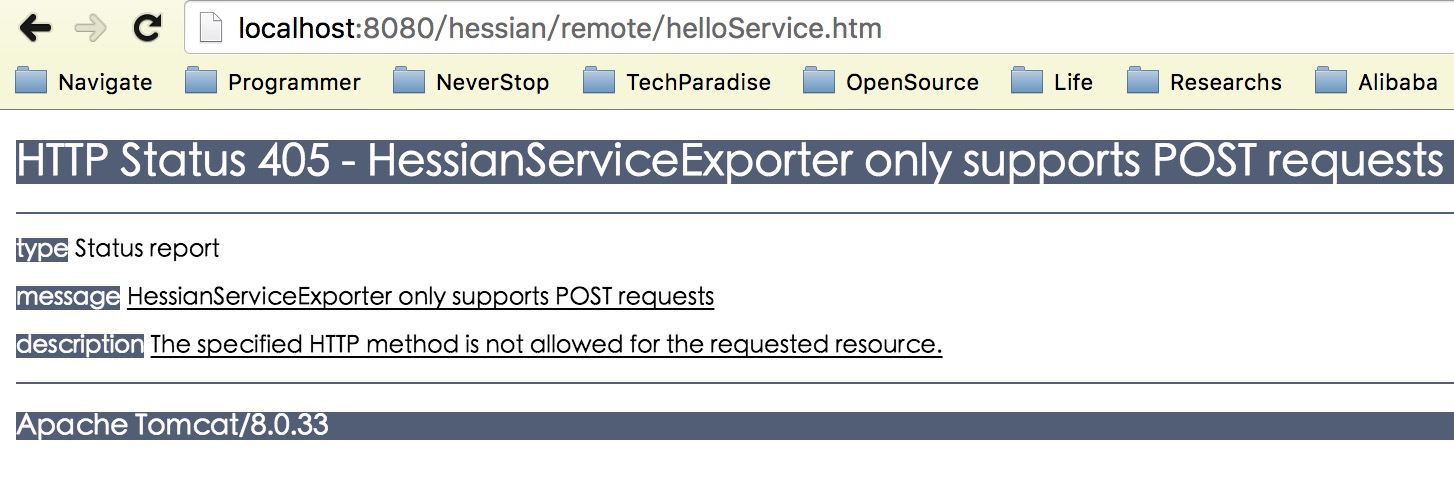 localhost:8080/hessian/remote/helloService.htm
Navigate Programmer NeverStop TechParadise OpenSource Life Researchs Alibaba
HTTP Status 405 - HessianServiceExporter only supports POST requests
type Status report
message HessianServiceExporter only supports POST requests
description The specified HTTP method is not allowed for the requested resource.
Apache Tomcat/8.0.33